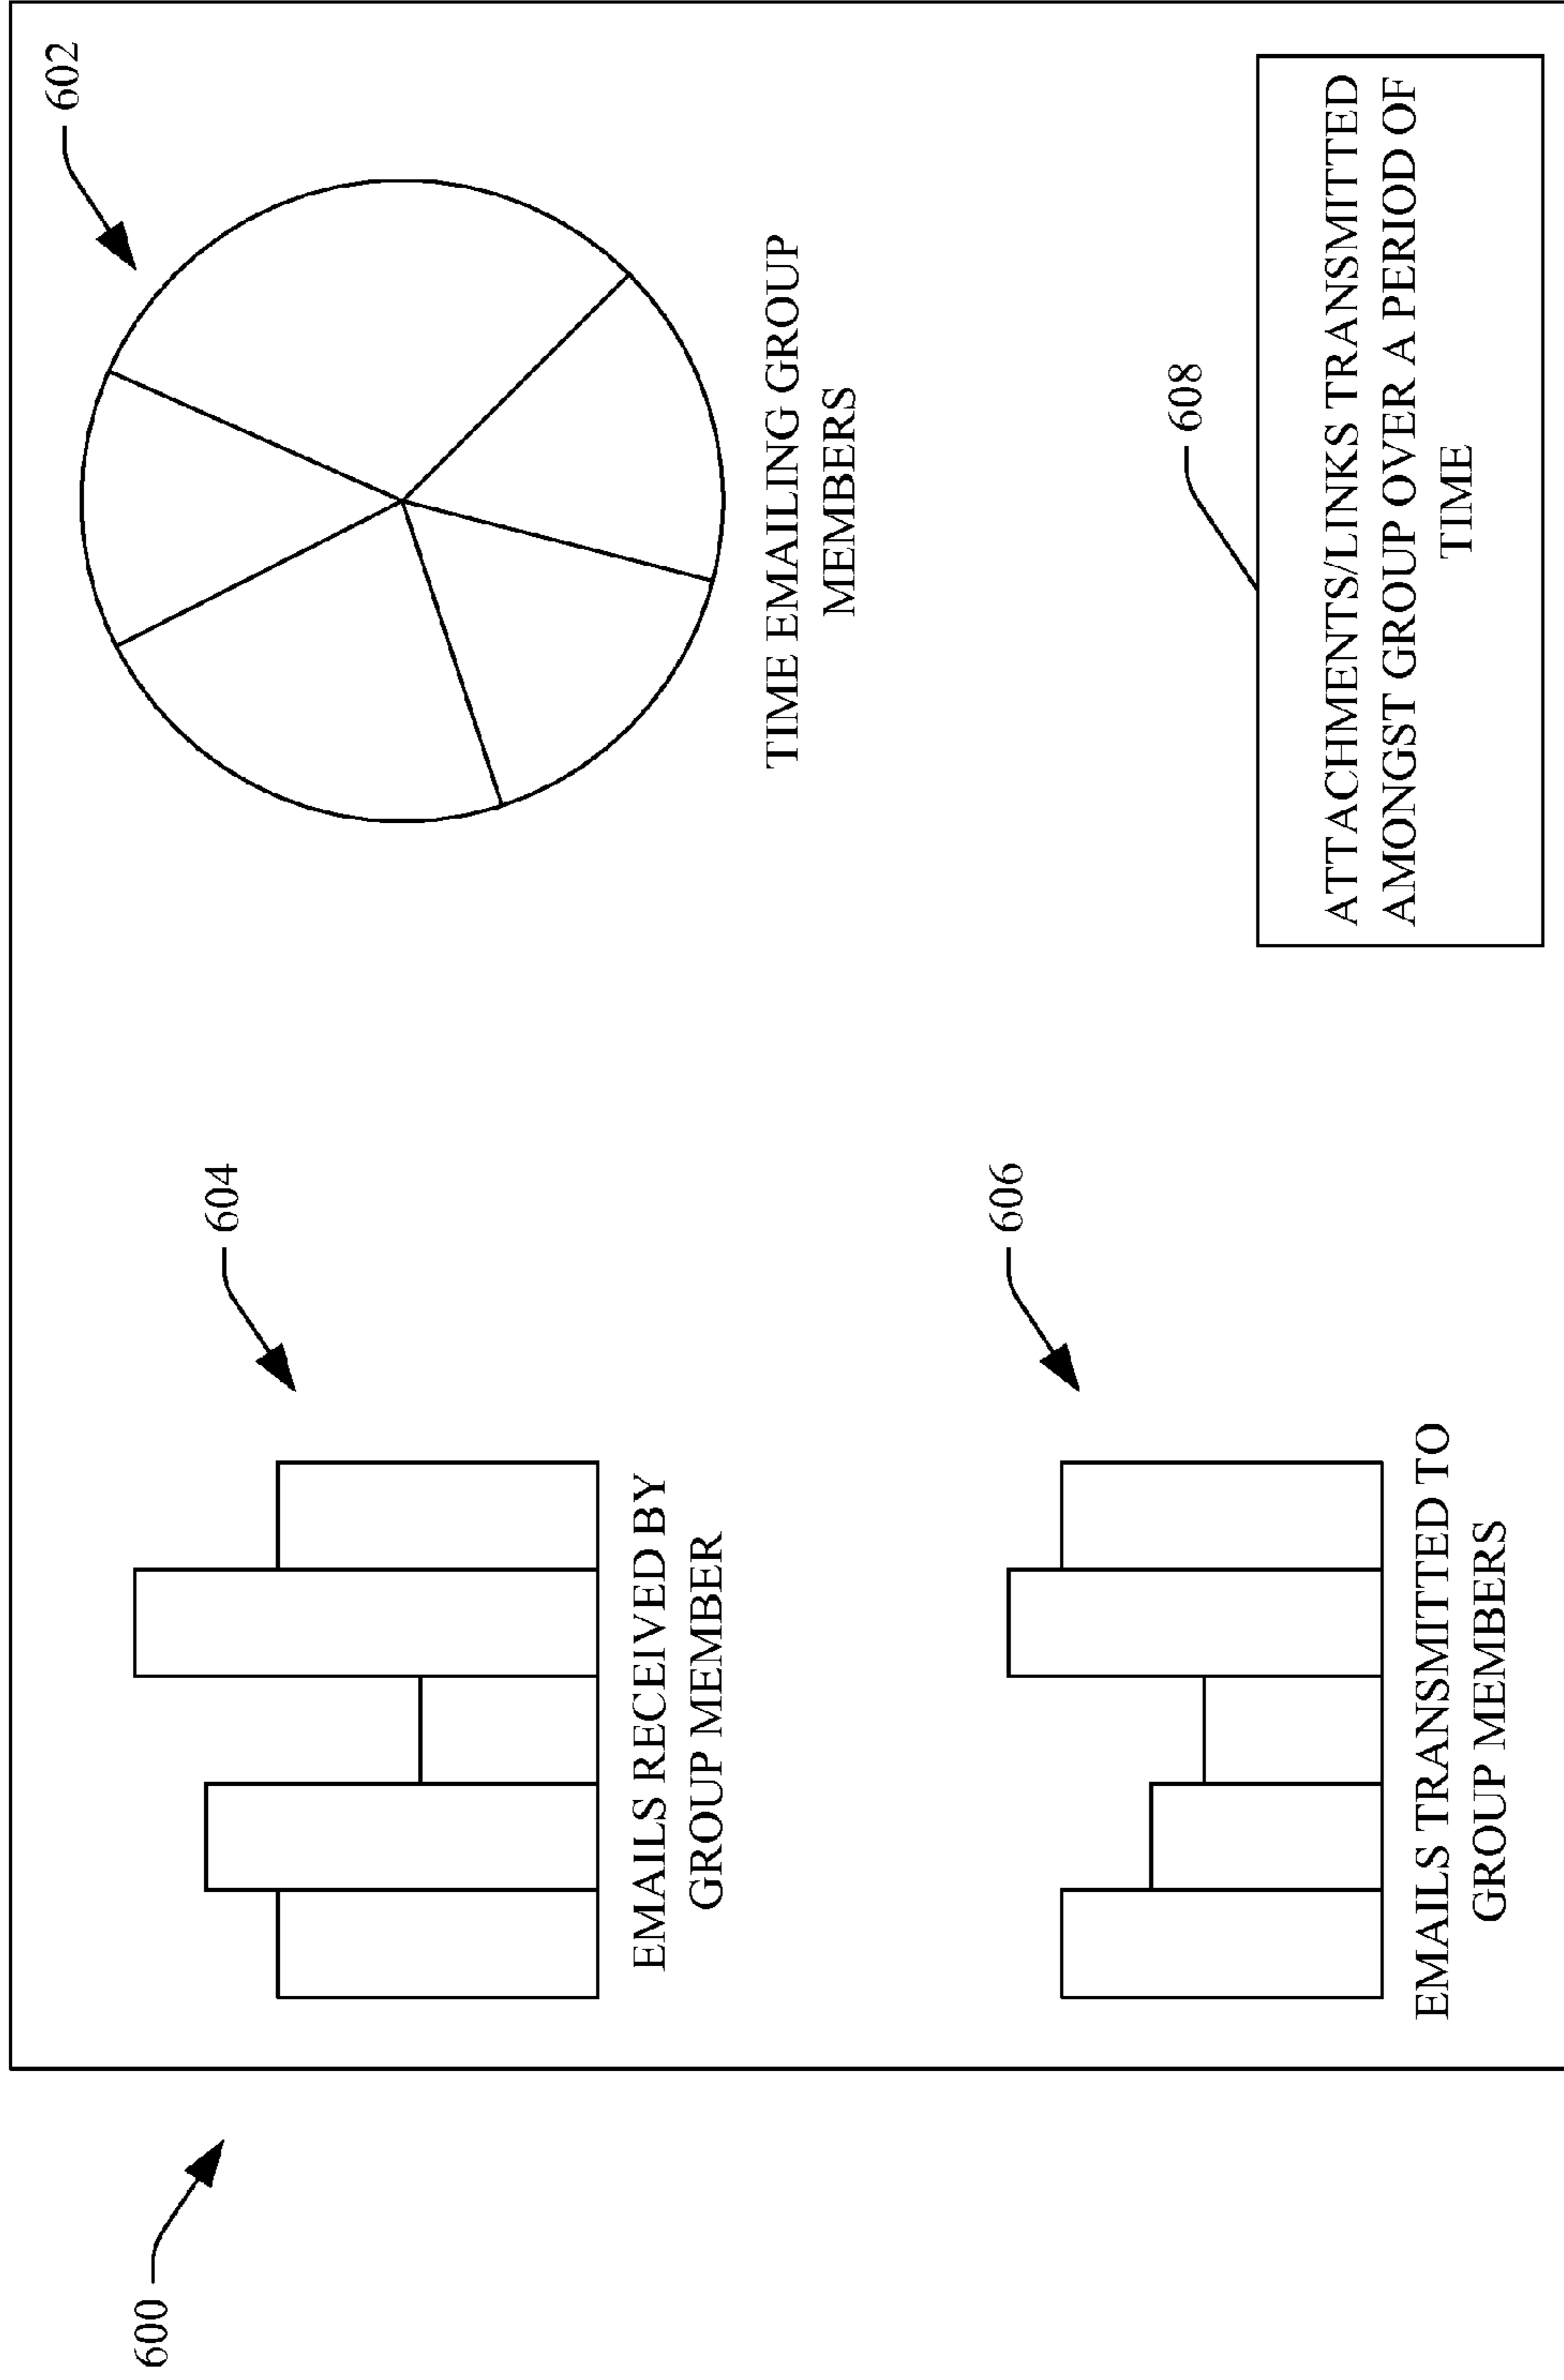 600
604
EMAILS RECEIVED BY
GROUP MEMBER
602
TIME EMAILING GROUP
MEMBERS
606
EMAILS TRANSMITTED TO
GROUP MEMBERS
608
ATTACHMENTS/LINKS TRANSMITTED
AMONGST GROUP OVER A PERIOD OF
TIME